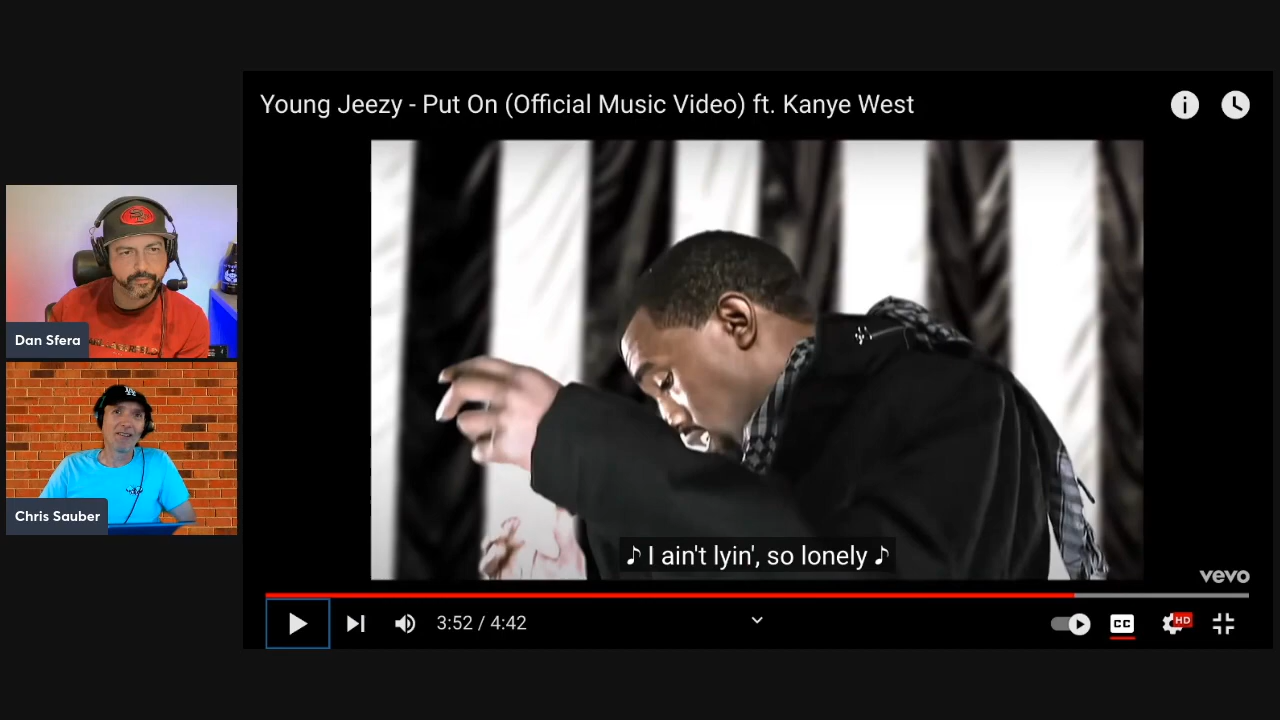 Young Jeezy - Put On (Official Music Video) ft. Kanye West
Dan Sfera
Chris Sauber
LA
♪ I ain't lyin', so lonely ♪
vevo
3:52 / 4:42
CC
HD